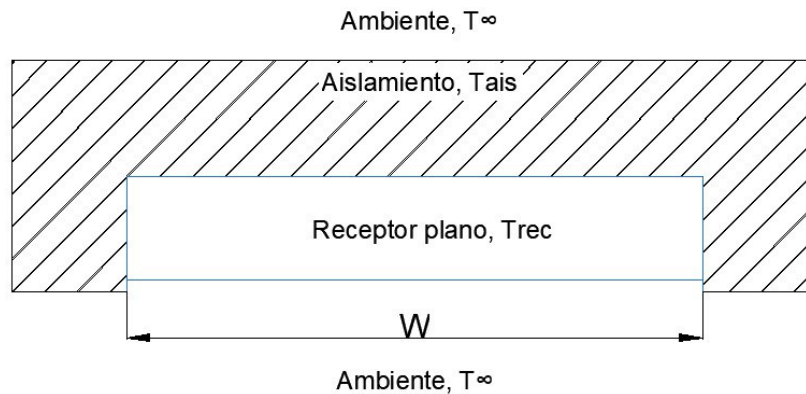 Ambiente, T∞
Aislamiento, Tais
Receptor plano, Trec
W
Ambiente, T∞